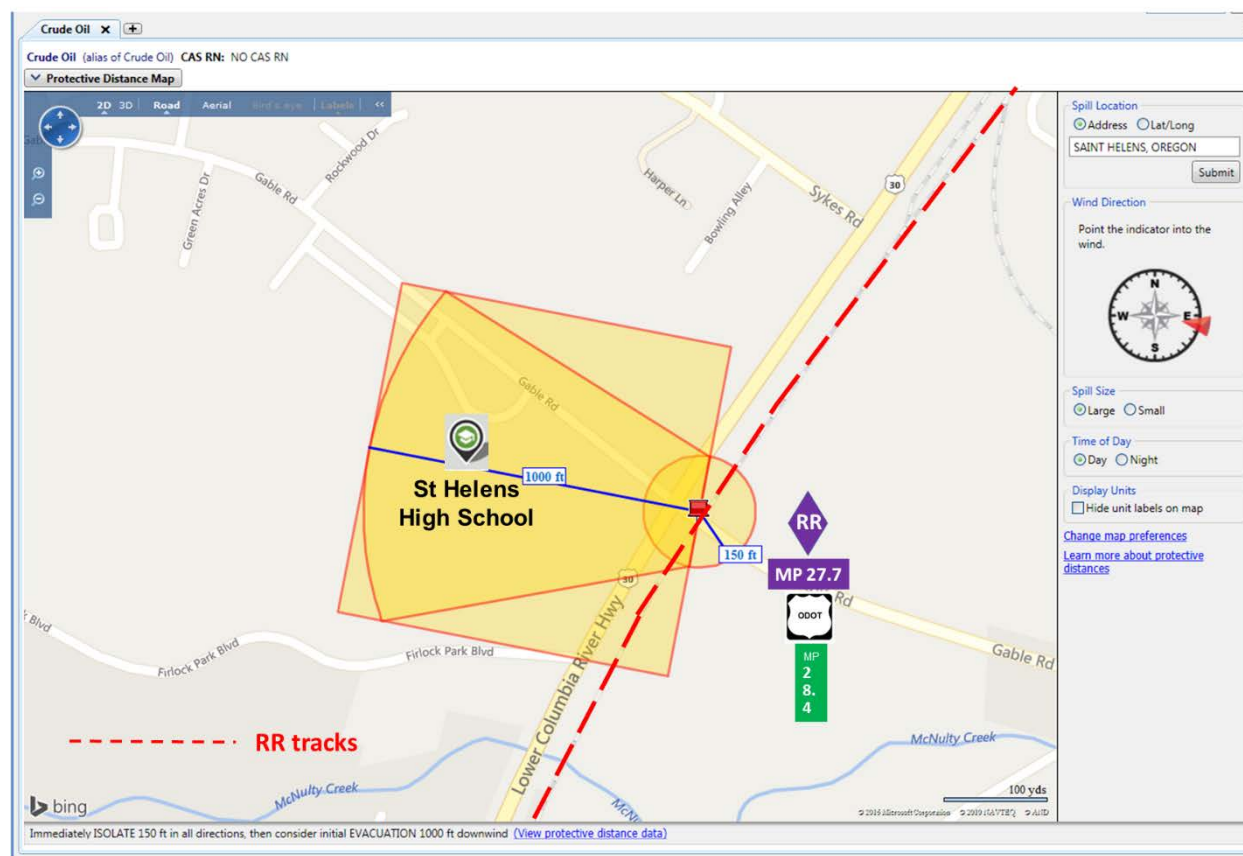 Crude Oil
Crude Oil (alias of Crude Oil) CAS RN: NO CAS RN
Protective Distance Map
2D 3D Road Aerial Bird's eye Labels <<
Gable Rd
Rockwood Dr
Green Acres Dr
Harper Ln
Bowling Alley
Sykes Rd
30
Gable Rd
St Helens
High School
1000 ft
150 ft
30
RR
MP 27.7
ODOT
MP
2
8.
4
Rd
Gable Rd
Blvd
Firlock Park Blvd
Firlock Park Blvd
Lower Columbia River Hwy
RR tracks
McNulty Creek
McNulty Creek
McNu
bing
100 yds
© 2016 Microsoft Corporation © 2010 NAVTEQ © AND
Immediately ISOLATE 150 ft in all directions, then consider initial EVACUATION 1000 ft downwind (View protective distance data)
Spill Location
Address Lat/Long
SAINT HELENS, OREGON
Submit
Wind Direction
Point the indicator into the
wind.
N
W E
S
Spill Size
Large Small
Time of Day
Day Night
Display Units
Hide unit labels on map
Change map preferences
Learn more about protective
distances